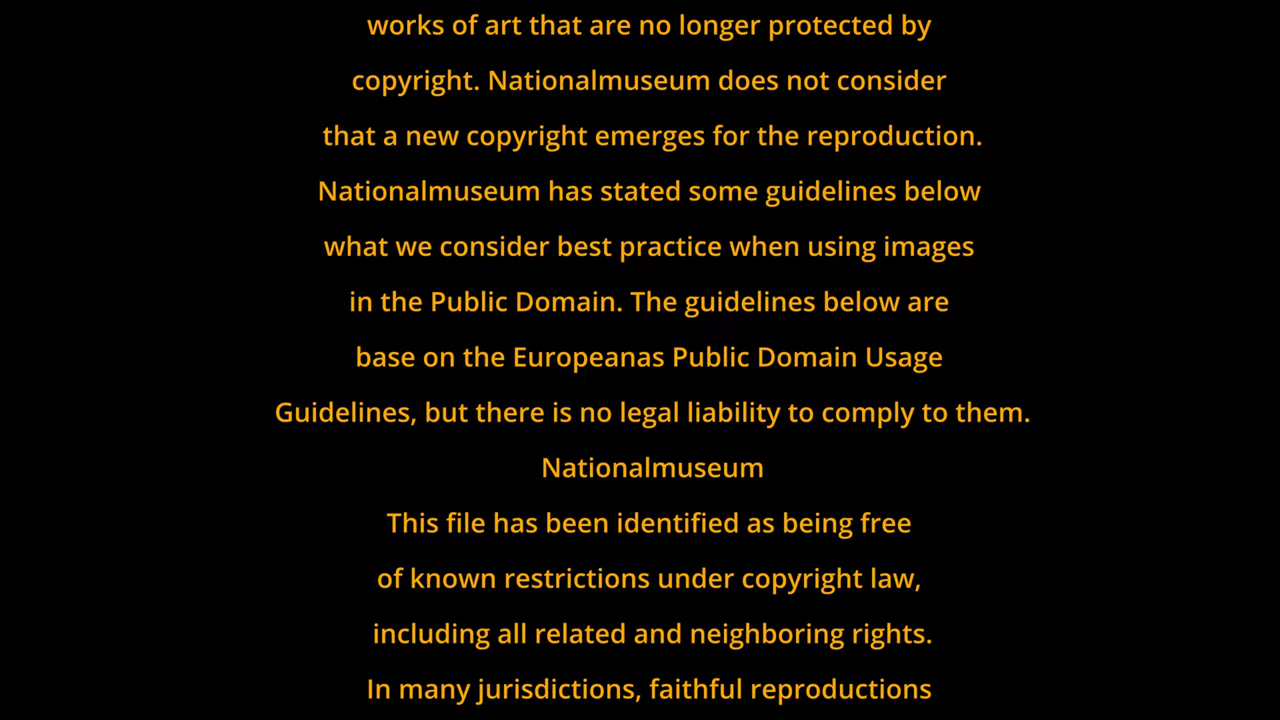 works of art that are no longer protected by
copyright. Nationalmuseum does not consider
that a new copyright emerges for the reproduction.
Nationalmuseum has stated some guidelines below
what we consider best practice when using images
in the Public Domain. The guidelines below are
base on the Europeanas Public Domain Usage
Guidelines, but there is no legal liability to comply to them.
Nationalmuseum
This file has been identified as being free
of known restrictions under copyright law,
including all related and neighboring rights.
In many jurisdictions, faithful reproductions